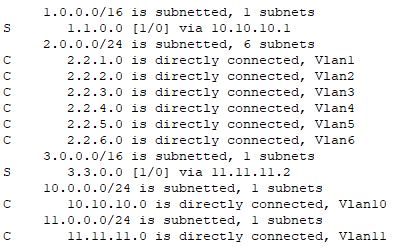 1.0.0.0/16 is subnetted, 1 subnets
S 1.1.0.0 [1/0] via 10.10.10.1
2.0.0.0/24 is subnetted, 6 subnets
C 2.2.1.0 is directly connected, Vlan1
C 2.2.2.0 is directly connected, Vlan2
C 2.2.3.0 is directly connected, Vlan3
C 2.2.4.0 is directly connected, Vlan4
C 2.2.5.0 is directly connected, Vlan5
C 2.2.6.0 is directly connected, Vlan6
3.0.0.0/16 is subnetted, 1 subnets
S 3.3.0.0 [1/0] via 11.11.11.2
10.0.0.0/24 is subnetted, 1 subnets
C 10.10.10.0 is directly connected, Vlan10
11.0.0.0/24 is subnetted, 1 subnets
C 11.11.11.0 is directly connected, Vlan11